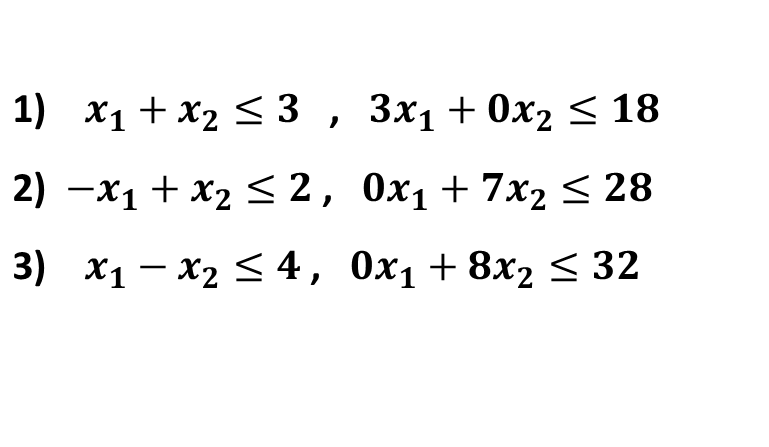 1) x₁ + x₂ ≤ 3 , 3x₁ + 0x₂ ≤ 18
2) −x₁ + x₂ ≤ 2 , 0x₁ + 7x₂ ≤ 28
3) x₁ − x₂ ≤ 4 , 0x₁ + 8x₂ ≤ 32